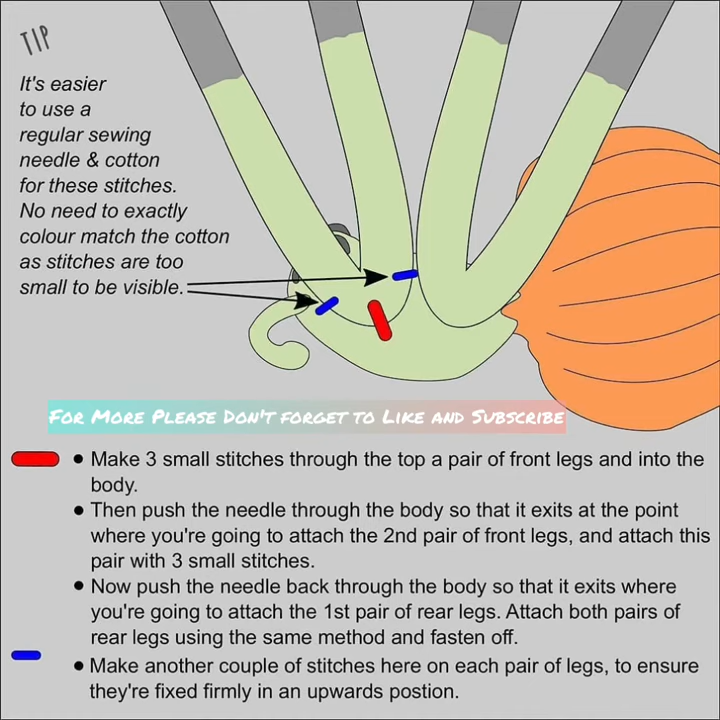 TIP
It's easier
to use a
regular sewing
needle & cotton
for these stitches.
No need to exactly
colour match the cotton
as stitches are too
small to be visible.
For More Please Don't forget to Like and Subscribe
• Make 3 small stitches through the top a pair of front legs and into the
body.
• Then push the needle through the body so that it exits at the point
where you're going to attach the 2nd pair of front legs, and attach this
pair with 3 small stitches.
• Now push the needle back through the body so that it exits where
you're going to attach the 1st pair of rear legs. Attach both pairs of
rear legs using the same method and fasten off.
• Make another couple of stitches here on each pair of legs, to ensure
they're fixed firmly in an upwards postion.